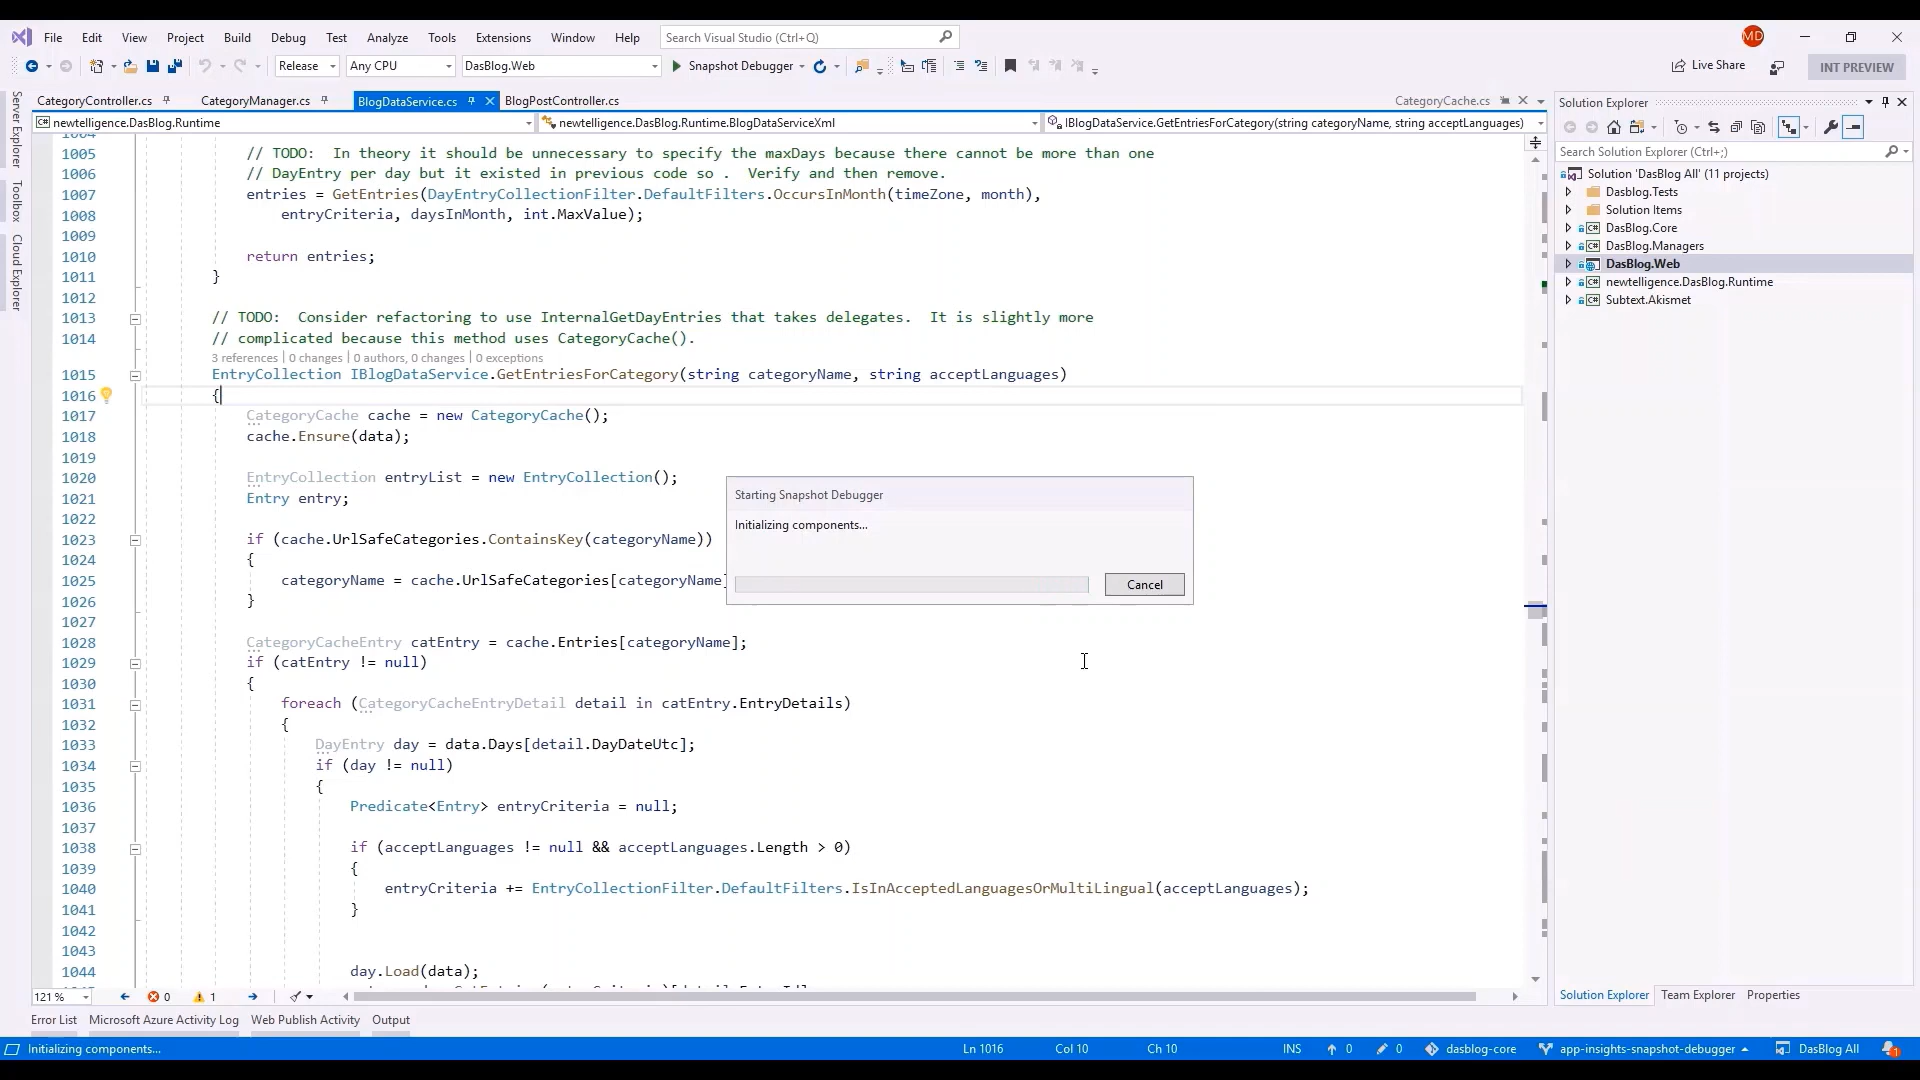 File Edit View Project Build Debug Test Analyze Tools Extensions Window Help Search Visual Studio (Ctrl+Q) MD
Release Any CPU DasBlog.Web Snapshot Debugger Live Share INT PREVIEW
CategoryController.cs CategoryManager.cs BlogDataService.cs BlogPostController.cs CategoryCache.cs
newtelligence.DasBlog.Runtime newtelligence.DasBlog.Runtime.BlogDataServiceXml IBlogDataService.GetEntriesForCategory(string categoryName, string acceptLanguages)
Server Explorer
Toolbox
Cloud Explorer
1004
1005 // TODO: In theory it should be unnecessary to specify the maxDays because there cannot be more than one
1006 // DayEntry per day but it existed in previous code so . Verify and then remove.
1007 entries = GetEntries(DayEntryCollectionFilter.DefaultFilters.OccursInMonth(timeZone, month),
1008 entryCriteria, daysInMonth, int.MaxValue);
1009
1010 return entries;
1011 }
1012
1013 // TODO: Consider refactoring to use InternalGetDayEntries that takes delegates. It is slightly more
1014 // complicated because this method uses CategoryCache().
3 references | 0 changes | 0 authors, 0 changes | 0 exceptions
1015 EntryCollection IBlogDataService.GetEntriesForCategory(string categoryName, string acceptLanguages)
1016 {
1017 CategoryCache cache = new CategoryCache();
1018 cache.Ensure(data);
1019
1020 EntryCollection entryList = new EntryCollection();
1021 Entry entry;
1022
1023 if (cache.UrlSafeCategories.ContainsKey(categoryName))
1024 {
1025 categoryName = cache.UrlSafeCategories[categoryName]
1026 }
1027
1028 CategoryCacheEntry catEntry = cache.Entries[categoryName];
1029 if (catEntry != null)
1030 {
1031 foreach (CategoryCacheEntryDetail detail in catEntry.EntryDetails)
1032 {
1033 DayEntry day = data.Days[detail.DayDateUtc];
1034 if (day != null)
1035 {
1036 Predicate<Entry> entryCriteria = null;
1037
1038 if (acceptLanguages != null && acceptLanguages.Length > 0)
1039 {
1040 entryCriteria += EntryCollectionFilter.DefaultFilters.IsInAcceptedLanguagesOrMultiLingual(acceptLanguages);
1041 }
1042
1043
1044 day.Load(data);
Starting Snapshot Debugger
Initializing components...
Cancel
Solution Explorer
Search Solution Explorer (Ctrl+;)
Solution 'DasBlog All' (11 projects)
Dasblog.Tests
Solution Items
DasBlog.Core
DasBlog.Managers
DasBlog.Web
newtelligence.DasBlog.Runtime
Subtext.Akismet
121 % 0 1
Solution Explorer Team Explorer Properties
Error List Microsoft Azure Activity Log Web Publish Activity Output
Initializing components... Ln 1016 Col 10 Ch 10 INS 0 0 dasblog-core app-insights-snapshot-debugger DasBlog All 1